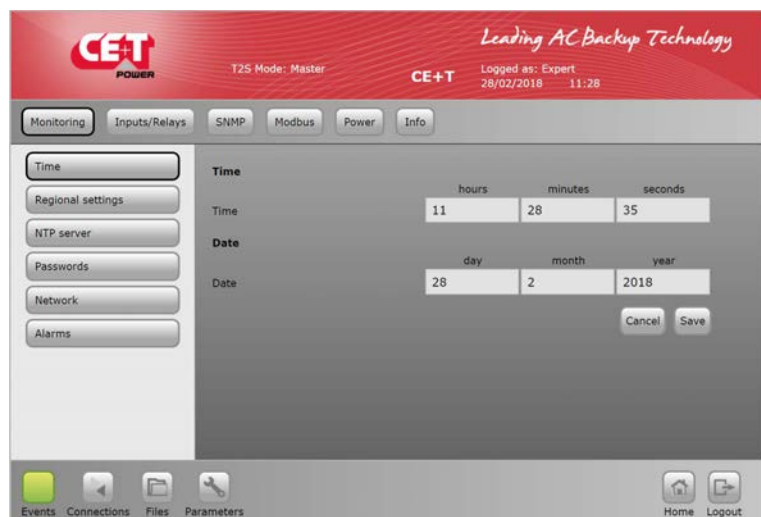 CE+T
POWER
Leading AC Backup Technology
T2S Mode: Master
CE+T
Logged as: Expert
28/02/2018 11:28
Monitoring Inputs/Relays SNMP Modbus Power Info
Time
Regional settings
NTP server
Passwords
Network
Alarms
Time
hours minutes seconds
Time 11 28 35
Date
day month year
Date 28 2 2018
Cancel Save
Events Connections Files Parameters Home Logout